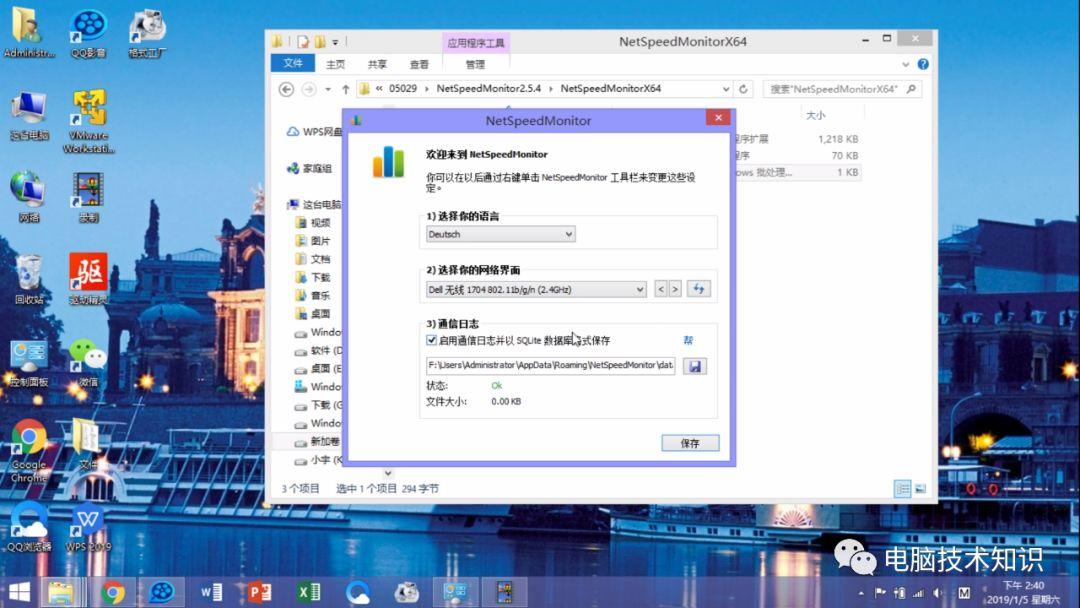 Administr...
QQ影音
格式工厂
这台电脑
VMware
Workstati...
网络
录制
回收站
驱
驱动精灵
控制面板
微信
Google
Chrome
文件
QQ浏览器
WPS 2019
应用程序工具
NetSpeedMonitorX64
文件
主页
共享
查看
管理
« 05029 › NetSpeedMonitor2.5.4 › NetSpeedMonitorX64
搜索"NetSpeedMonitorX64"
大小
程序扩展
1,218 KB
程序
70 KB
ows 批处理...
1 KB
WPS网盘
家庭组
这台电脑
视频
图片
文档
下载
音乐
桌面
Windo
软件 (D
桌面 (E
Windo
下载 (G
Windo
新加卷
小宇 (K
3 个项目
选中 1 个项目 294 字节
NetSpeedMonitor
欢迎来到 NetSpeedMonitor
你可以在以后通过右键单击 NetSpeedMonitor 工具栏来变更这些设
定。
1) 选择你的语言
Deutsch
2) 选择你的网络界面
Dell 无线 1704 802.11b/g/n (2.4GHz)
< >
3) 通信日志
启用通信日志并以 SQLite 数据库形式保存
帮
F:\Users\Administrator\AppData\Roaming\NetSpeedMonitor\dat
状态:
Ok
文件大小:
0.00 KB
保存
电脑技术知识
M
下午 2:40
2019/1/5 星期六